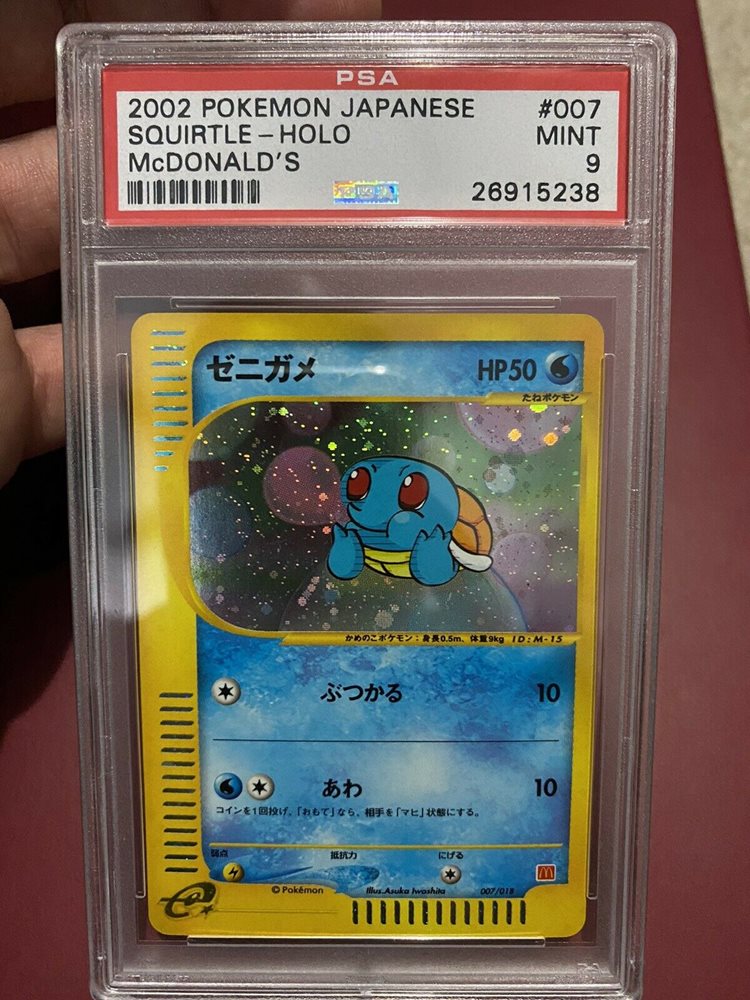 PSA
2002 POKEMON JAPANESE #007
SQUIRTLE – HOLO MINT
McDONALD'S 9
26915238
ゼニガメ HP50
たねポケモン
かめのこポケモン：身長0.5m、体重9kg ID:M-15
ぶつかる 10
あわ 10
コインを1回投げ、「おもて」なら、相手を「マヒ」状態にする。
弱点 抵抗力 にげる
© Pokémon Illus.Asuka Iwashita 007/018
e